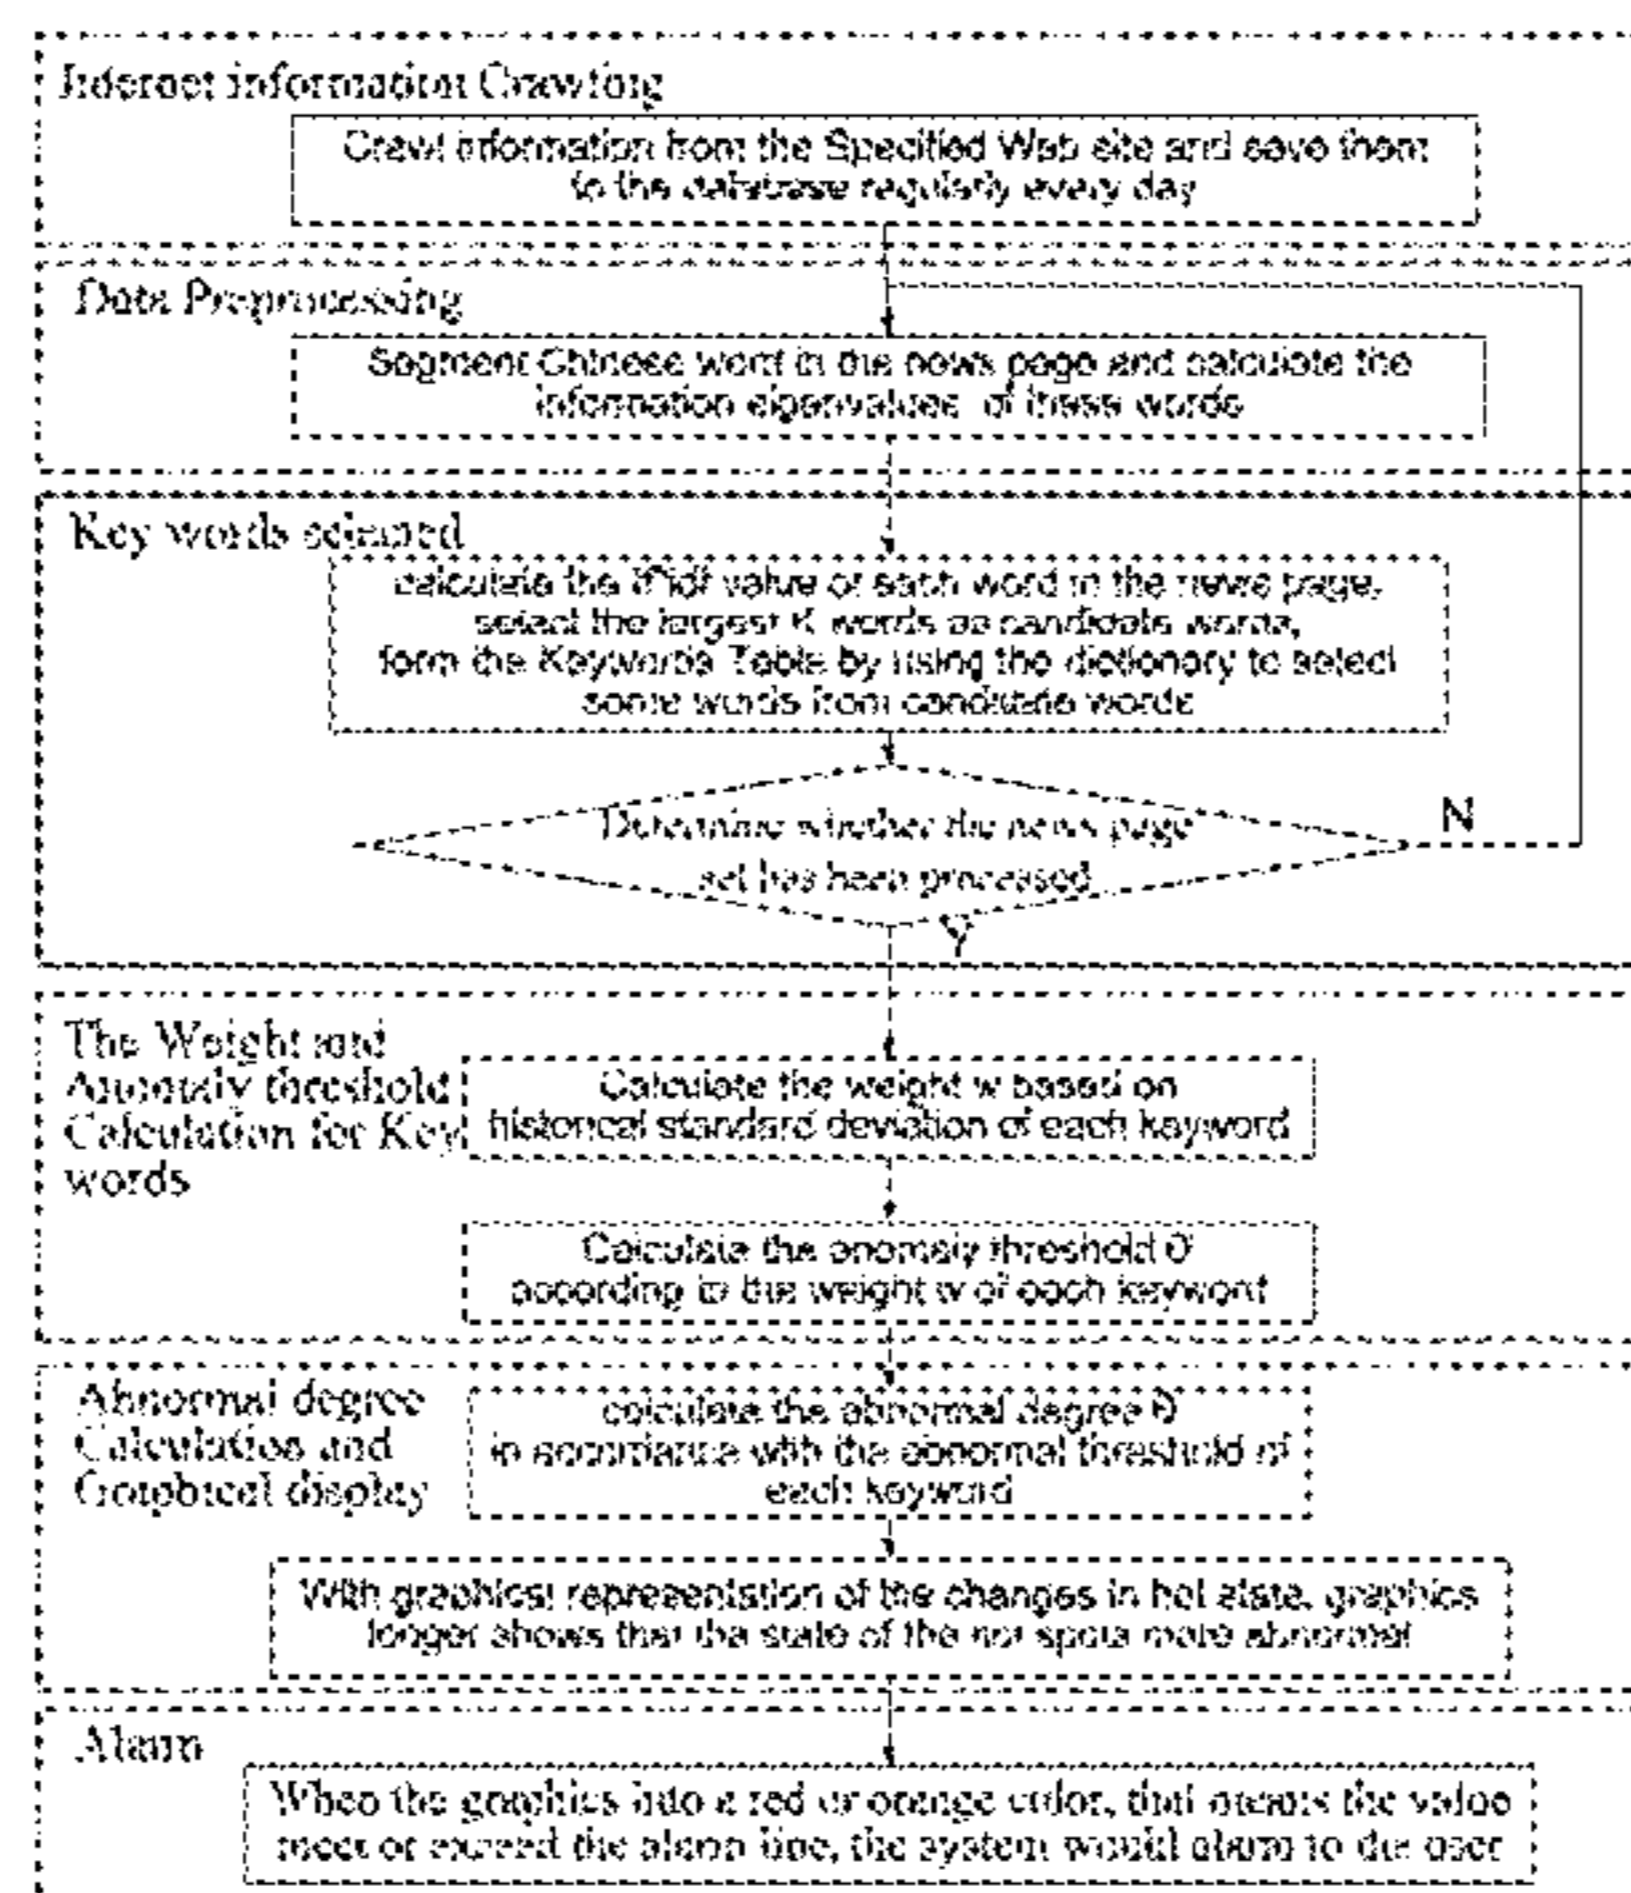 Internet information Crawling
Crawl information from the Specified Web site and save them
to the database regularly every day
Data Preprocessing
Segment Chinese word in the news page and calculate the
information eigenvalues of these words
Key words selected
calculate the tf*idf value of each word in the news page,
select the largest K words as candidate words,
form the Keywords Table by using the dictionary to select
some words from candidate words
Determine whether the news page
set has been processed
N
Y
The Weight and
Anomaly threshold
Calculation for Key
words
Calculate the weight w based on
historical standard deviation of each keyword
Calculate the anomaly threshold
according to the weight w of each keyword
Abnormal degree
Calculation and
Graphical display
calculate the abnormal degree
in accordance with the abnormal threshold of
each keyword
With graphical representation of the changes in hot state, graphics
longer shows that the state of the hot spots more abnormal
Alarm
When the graphics into a red or orange color, that means the value
meet or exceed the alarm line, the system would alarm to the user